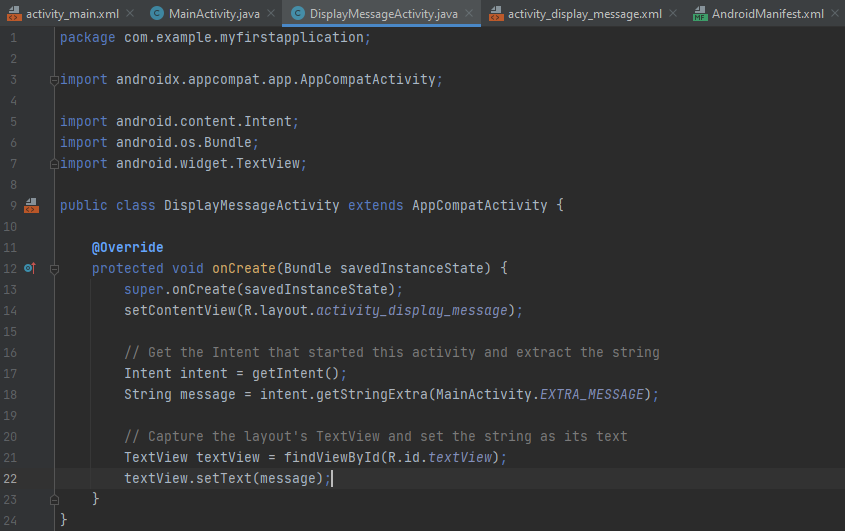 activity_main.xml MainActivity.java DisplayMessageActivity.java activity_display_message.xml AndroidManifest.xml
1 package com.example.myfirstapplication;
2
3 import androidx.appcompat.app.AppCompatActivity;
4
5 import android.content.Intent;
6 import android.os.Bundle;
7 import android.widget.TextView;
8
9 public class DisplayMessageActivity extends AppCompatActivity {
10
11 @Override
12 protected void onCreate(Bundle savedInstanceState) {
13 super.onCreate(savedInstanceState);
14 setContentView(R.layout.activity_display_message);
15
16 // Get the Intent that started this activity and extract the string
17 Intent intent = getIntent();
18 String message = intent.getStringExtra(MainActivity.EXTRA_MESSAGE);
19
20 // Capture the layout's TextView and set the string as its text
21 TextView textView = findViewById(R.id.textView);
22 textView.setText(message);
23 }
24 }